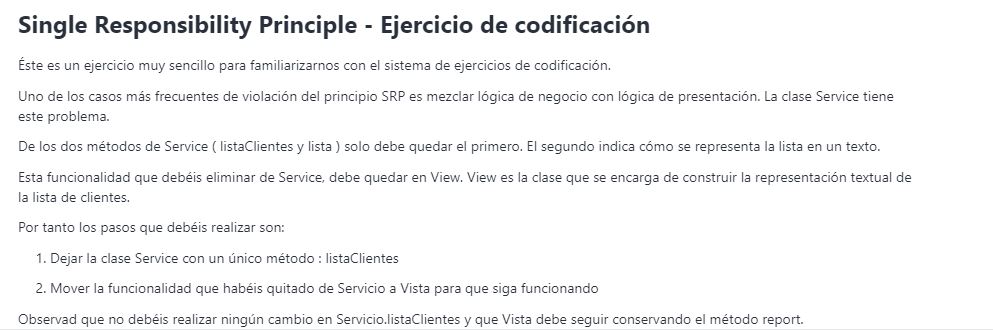 Single Responsibility Principle - Ejercicio de codificación
Éste es un ejercicio muy sencillo para familiarizarnos con el sistema de ejercicios de codificación.
Uno de los casos más frecuentes de violación del principio SRP es mezclar lógica de negocio con lógica de presentación. La clase Service tiene
este problema.
De los dos métodos de Service ( listaClientes y lista ) solo debe quedar el primero. El segundo indica cómo se representa la lista en un texto.
Esta funcionalidad que debéis eliminar de Service, debe quedar en View. View es la clase que se encarga de construir la representación textual de
la lista de clientes.
Por tanto los pasos que debéis realizar son:
1. Dejar la clase Service con un único método : listaClientes
2. Mover la funcionalidad que habéis quitado de Servicio a Vista para que siga funcionando
Observad que no debéis realizar ningún cambio en Servicio.listaClientes y que Vista debe seguir conservando el método report.